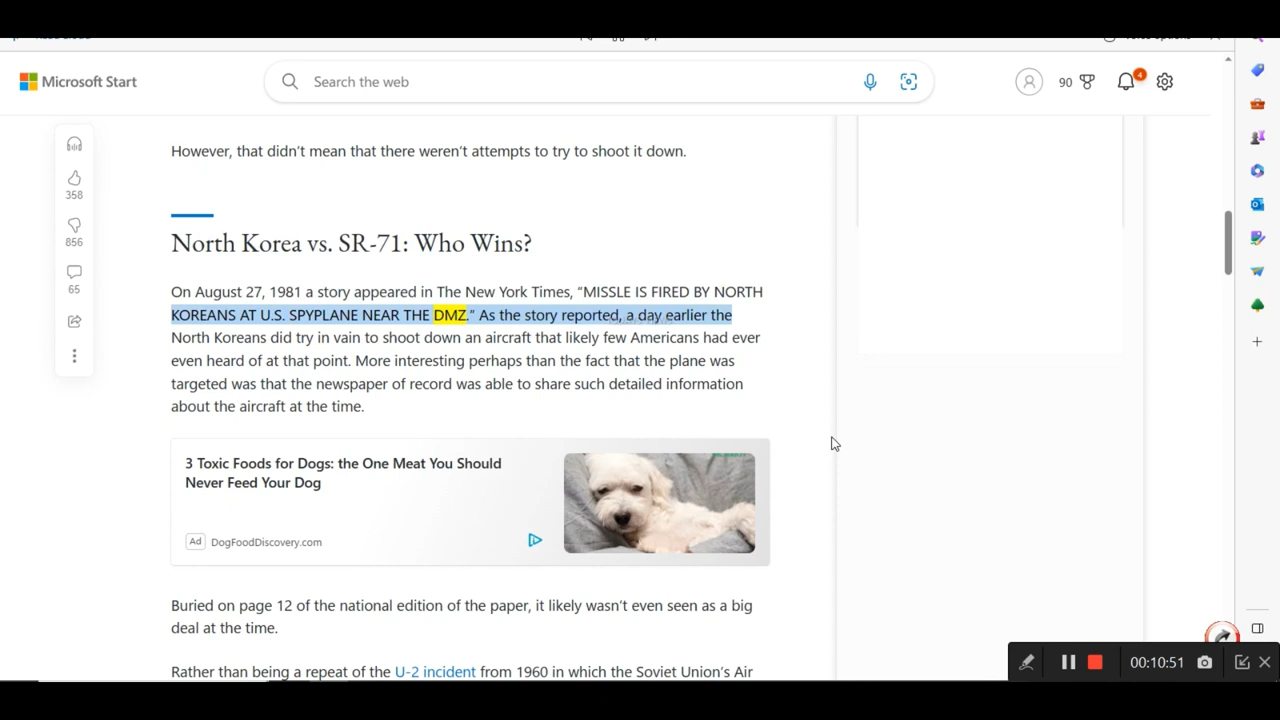 Microsoft Start
Search the web
90
4
358
856
65
However, that didn't mean that there weren't attempts to try to shoot it down.
North Korea vs. SR-71: Who Wins?
On August 27, 1981 a story appeared in The New York Times, “MISSLE IS FIRED BY NORTH
KOREANS AT U.S. SPYPLANE NEAR THE DMZ.” As the story reported, a day earlier the
North Koreans did try in vain to shoot down an aircraft that likely few Americans had ever
even heard of at that point. More interesting perhaps than the fact that the plane was
targeted was that the newspaper of record was able to share such detailed information
about the aircraft at the time.
3 Toxic Foods for Dogs: the One Meat You Should
Never Feed Your Dog
Ad DogFoodDiscovery.com
Buried on page 12 of the national edition of the paper, it likely wasn't even seen as a big
deal at the time.
Rather than being a repeat of the U-2 incident from 1960 in which the Soviet Union's Air
00:10:51